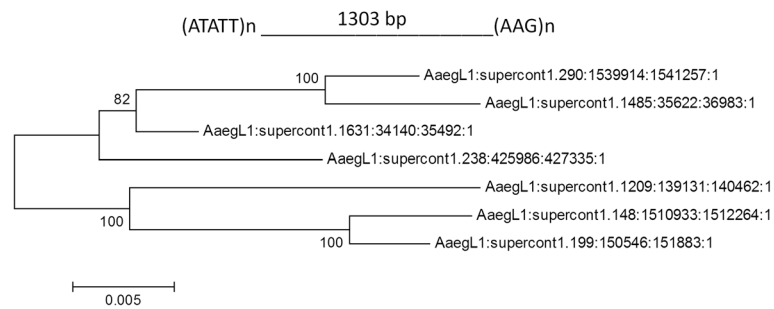 1303 bp
(ATATT)n ______________________ (AAG)n
100
AaegL1:supercont1.290:1539914:1541257:1
82
AaegL1:supercont1.1485:35622:36983:1
AaegL1:supercont1.1631:34140:35492:1
AaegL1:supercont1.238:425986:427335:1
AaegL1:supercont1.1209:139131:140462:1
100
AaegL1:supercont1.148:1510933:1512264:1
100
AaegL1:supercont1.199:150546:151883:1
0.005